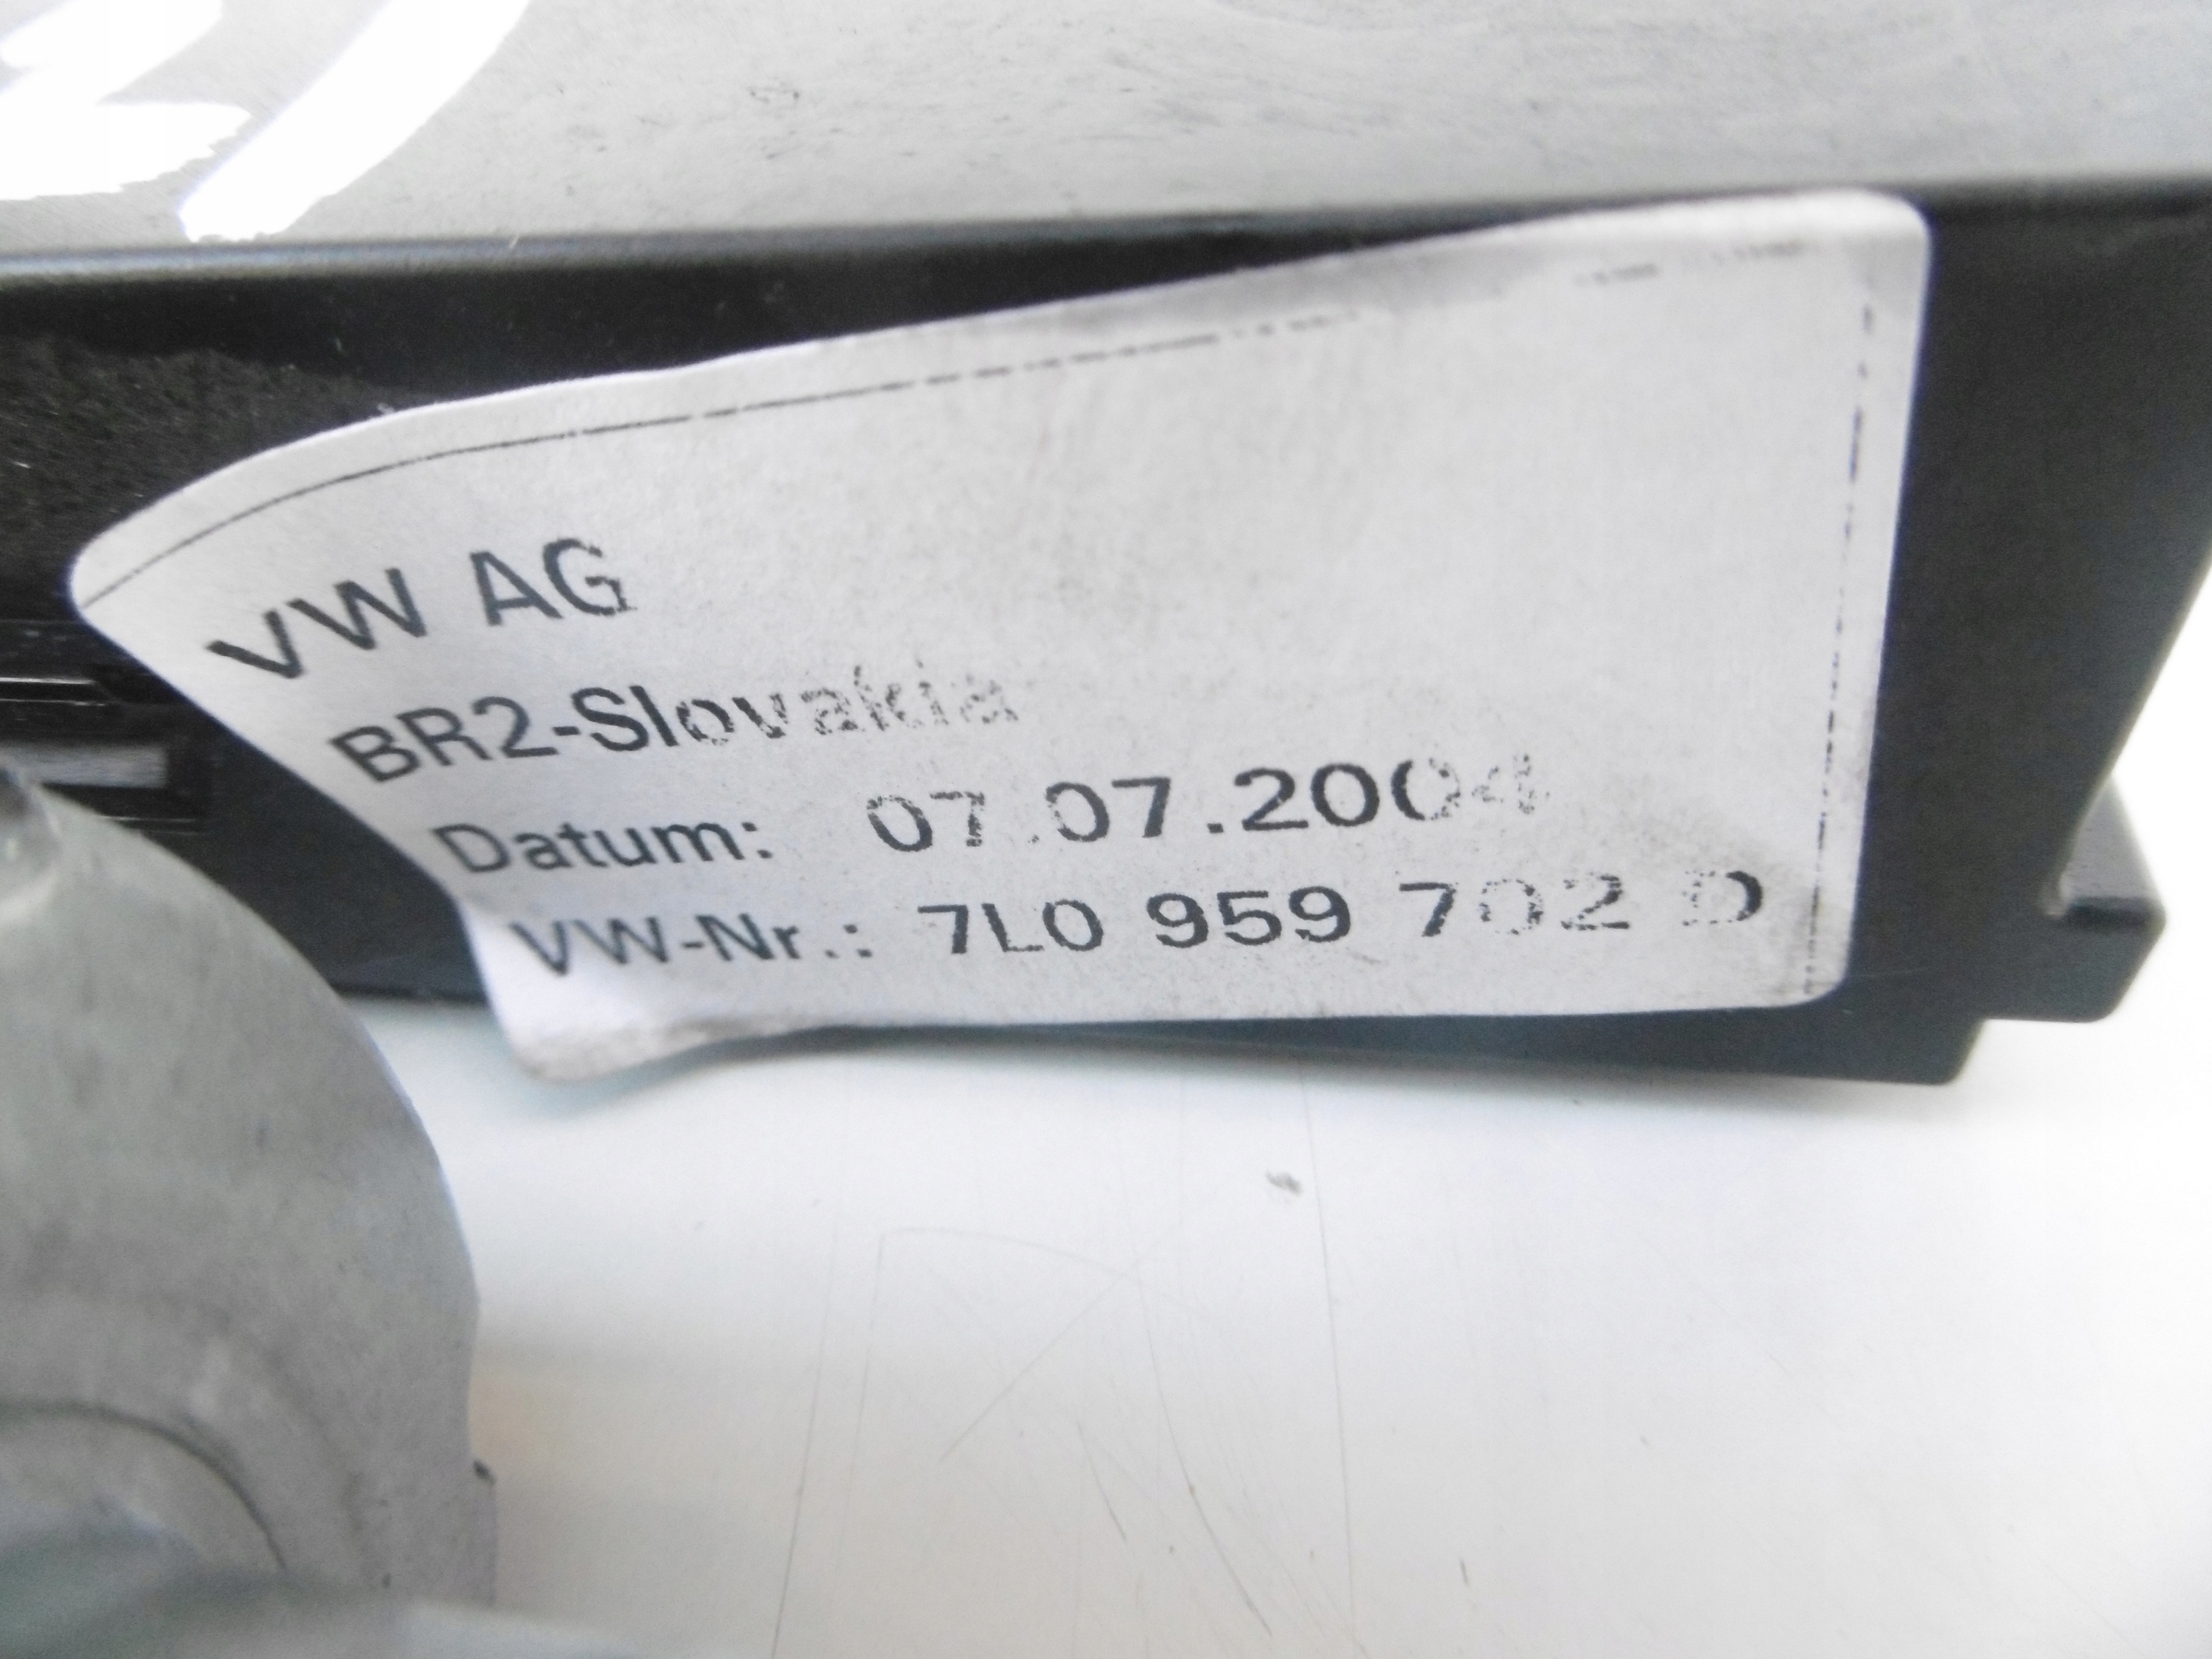 VW AG
BR2-Slovakia
Datum: 07.07.2004
VW-Nr.: 7L0 959 702 D